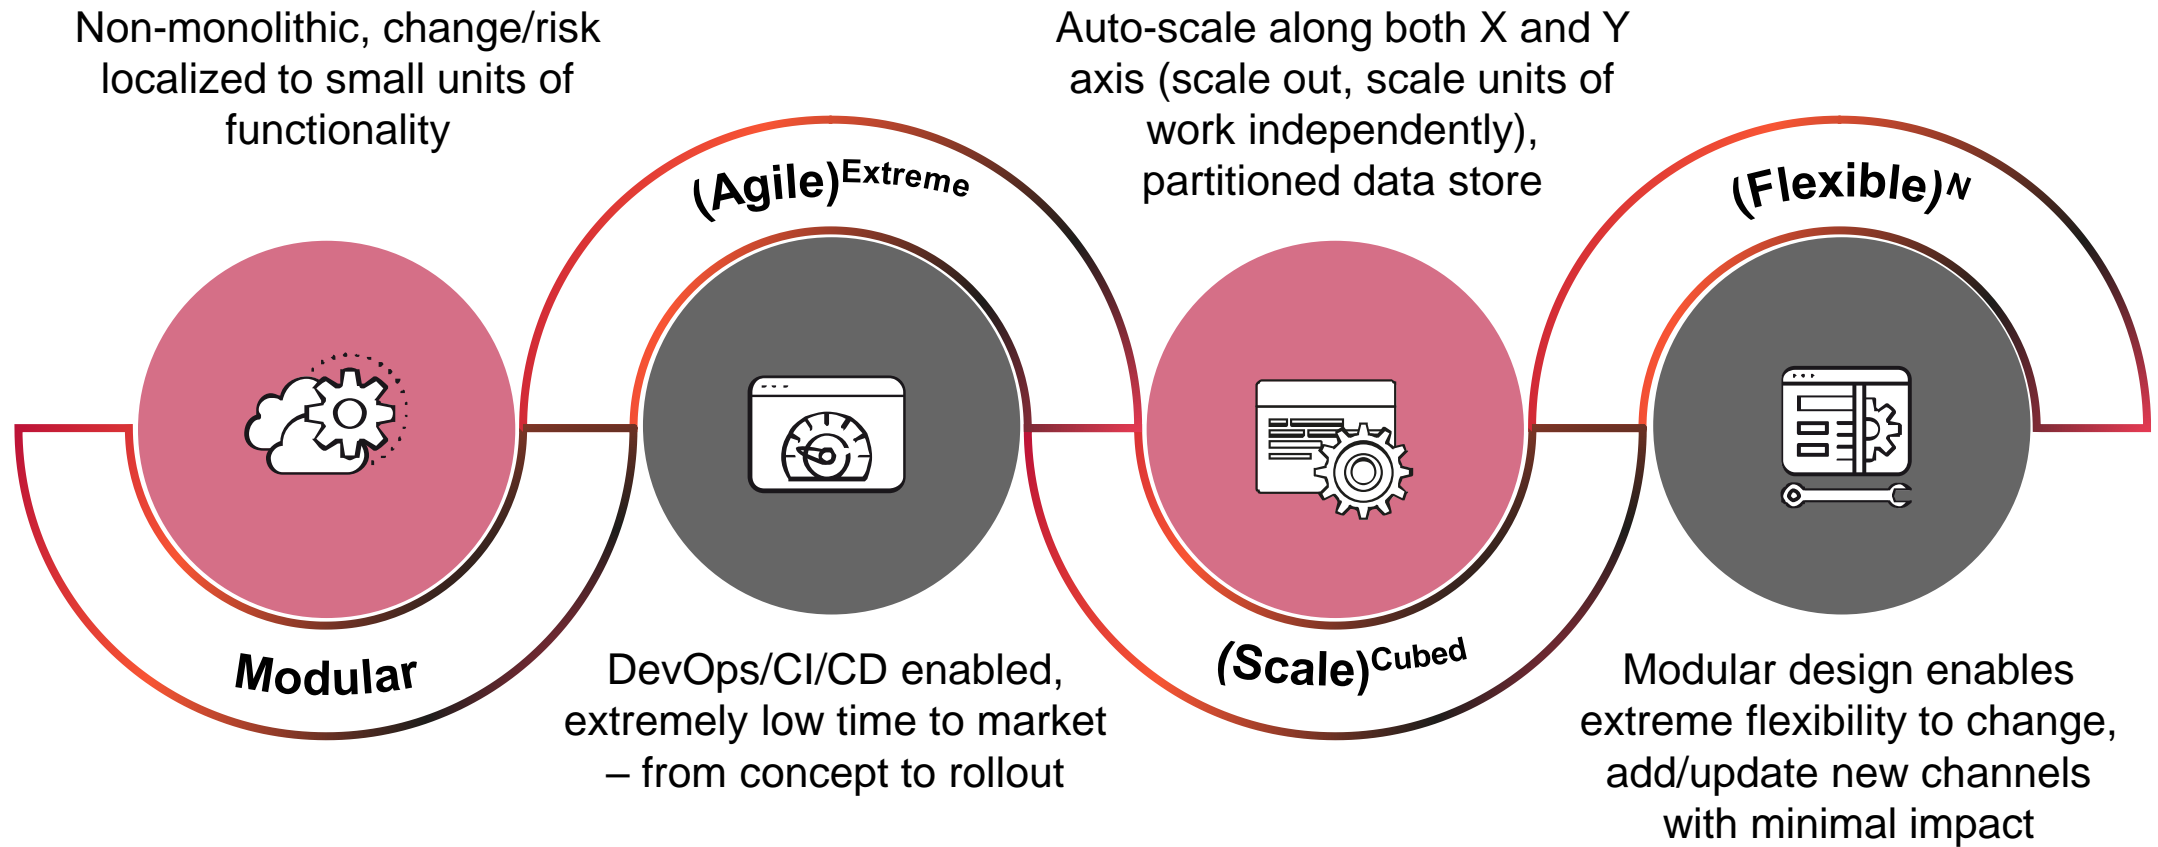 Non-monolithic, change/risk
localized to small units of
functionality
Modular
(Agile)Extreme
DevOps/CI/CD enabled,
extremely low time to market
– from concept to rollout
Auto-scale along both X and Y
axis (scale out, scale units of
work independently),
partitioned data store
(Scale)Cubed
(Flexible)N
Modular design enables
extreme flexibility to change,
add/update new channels
with minimal impact